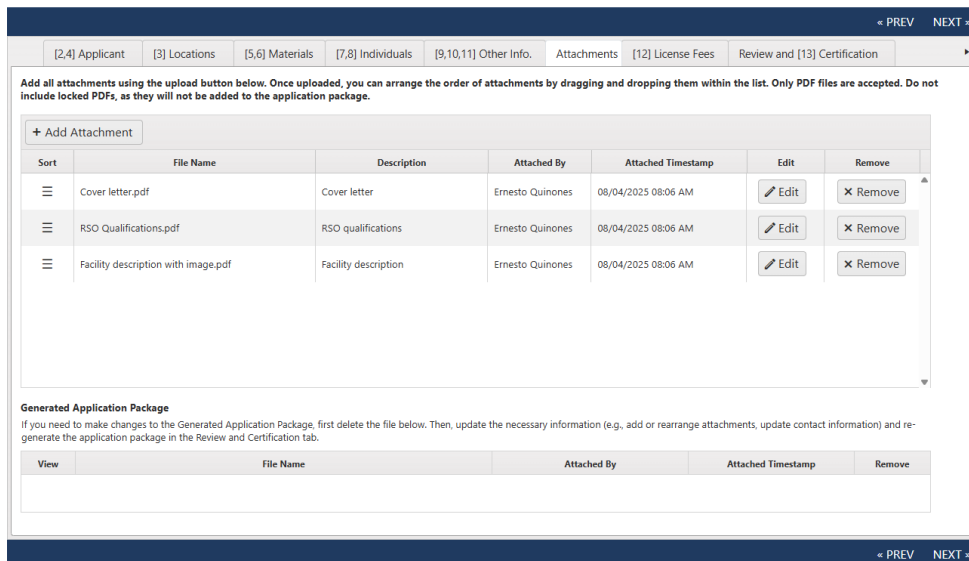 « PREV NEXT »
[2,4] Applicant [3] Locations [5,6] Materials [7,8] Individuals [9,10,11] Other Info. Attachments [12] License Fees Review and [13] Certification
Add all attachments using the upload button below. Once uploaded, you can arrange the order of attachments by dragging and dropping them within the list. Only PDF files are accepted. Do not
include locked PDFs, as they will not be added to the application package.
+ Add Attachment
Sort File Name Description Attached By Attached Timestamp Edit Remove
Cover letter.pdf Cover letter Ernesto Quinones 08/04/2025 08:06 AM Edit Remove
RSO Qualifications.pdf RSO qualifications Ernesto Quinones 08/04/2025 08:06 AM Edit Remove
Facility description with image.pdf Facility description Ernesto Quinones 08/04/2025 08:06 AM Edit Remove
Generated Application Package
If you need to make changes to the Generated Application Package, first delete the file below. Then, update the necessary information (e.g., add or rearrange attachments, update contact information) and re-
generate the application package in the Review and Certification tab.
View File Name Attached By Attached Timestamp Remove
« PREV NEXT »